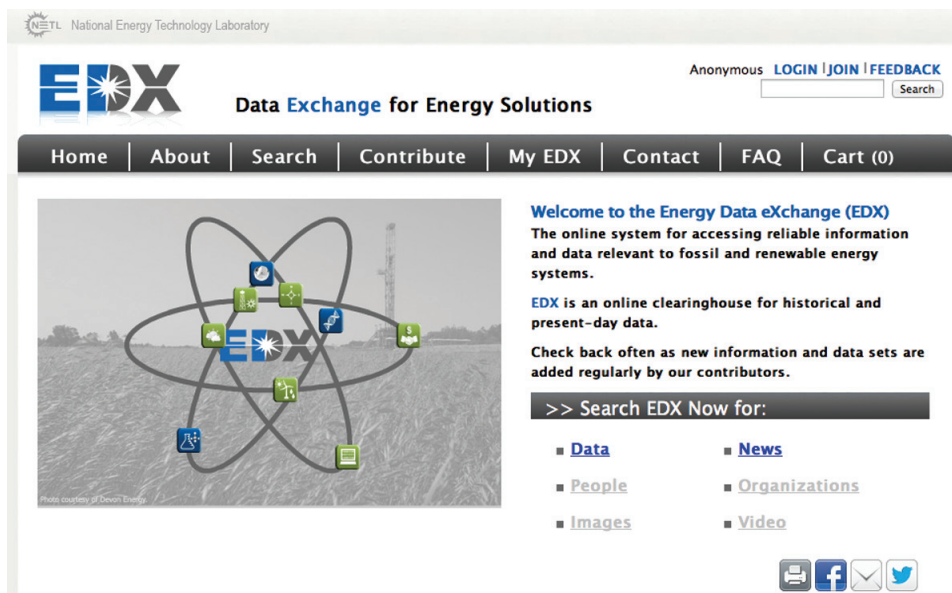 NETL National Energy Technology Laboratory
Anonymous LOGIN | JOIN | FEEDBACK
Search
EDX
Data Exchange for Energy Solutions
Home | About | Search | Contribute | My EDX | Contact | FAQ | Cart (0)
Welcome to the Energy Data eXchange (EDX)
The online system for accessing reliable information
and data relevant to fossil and renewable energy
systems.
EDX is an online clearinghouse for historical and
present-day data.
Check back often as new information and data sets are
added regularly by our contributors.
>> Search EDX Now for:
Data
News
People
Organizations
Images
Video
EDX
$
Photo courtesy of Devon Energy
f